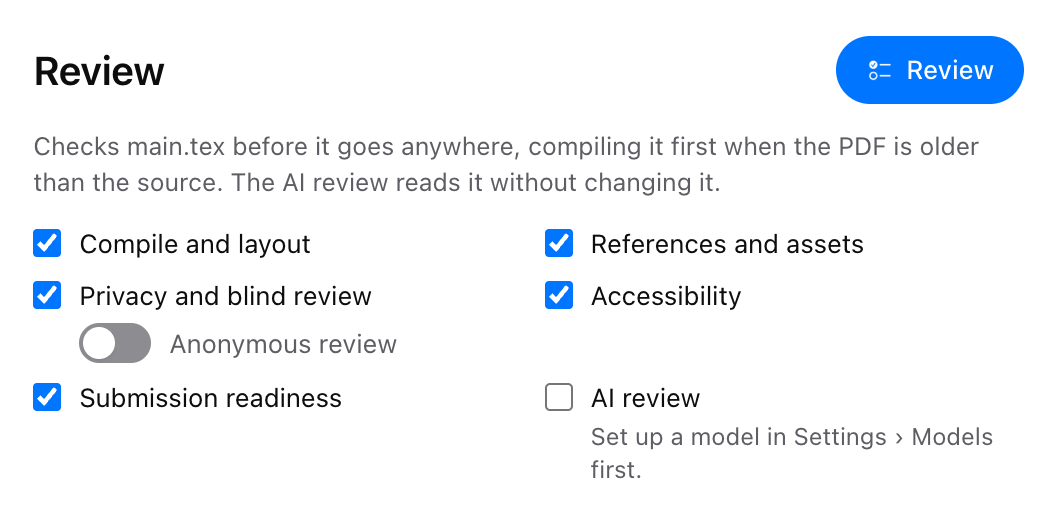 Review
Review
Checks main.tex before it goes anywhere, compiling it first when the PDF is older
than the source. The AI review reads it without changing it.
Compile and layout
References and assets
Privacy and blind review
Accessibility
Anonymous review
Submission readiness
AI review
Set up a model in Settings › Models
first.